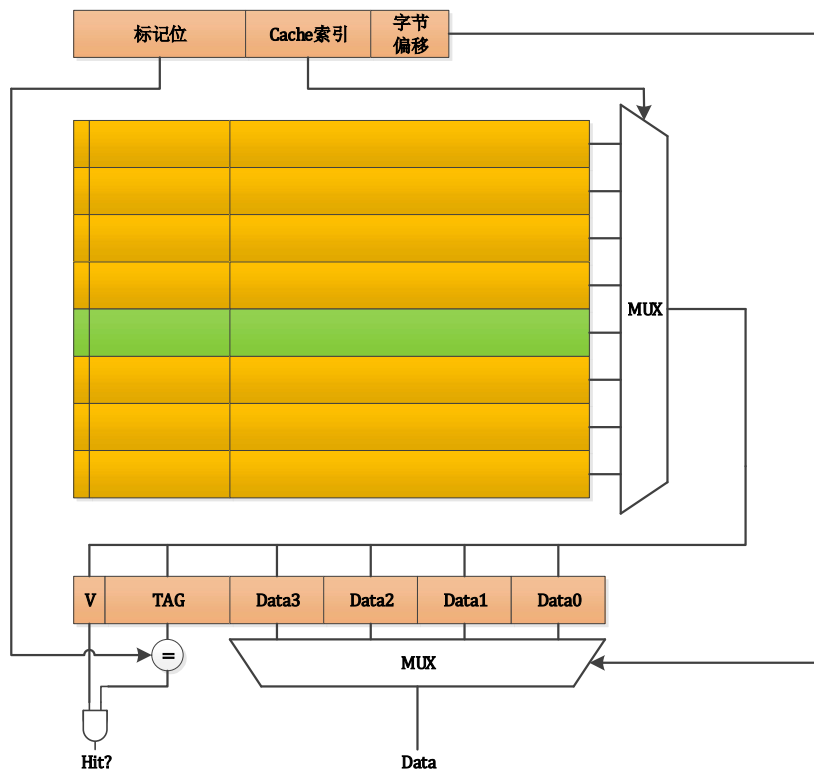 标记位
Cache索引
字节
偏移
MUX
V
TAG
Data3
Data2
Data1
Data0
=
MUX
Hit?
Data